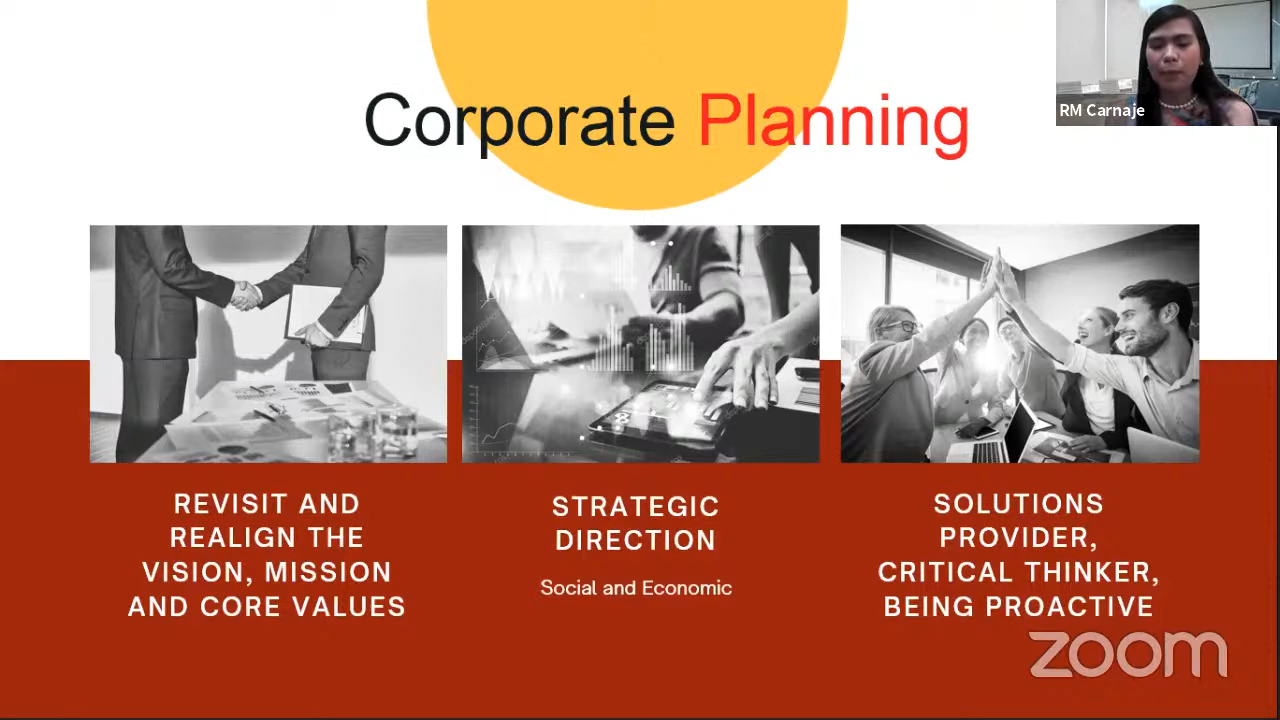 Corporate Planning
RM Carnaje
REVISIT AND
REALIGN THE
VISION, MISSION
AND CORE VALUES
STRATEGIC
DIRECTION
Social and Economic
SOLUTIONS
PROVIDER,
CRITICAL THINKER,
BEING PROACTIVE
zoom